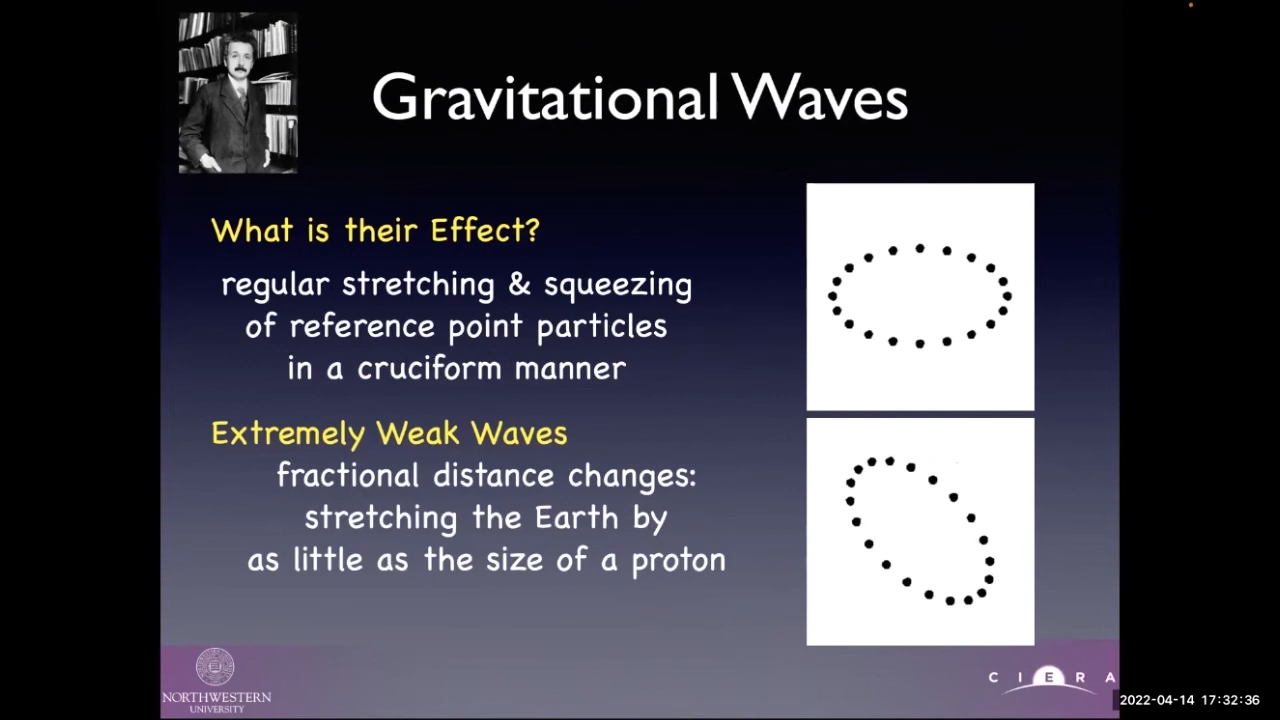 Gravitational Waves
What is their Effect?
regular stretching & squeezing
of reference point particles
in a cruciform manner
Extremely Weak Waves
fractional distance changes:
stretching the Earth by
as little as the size of a proton
NORTHWESTERN
UNIVERSITY
CIERA
2022-04-14 17:32:36